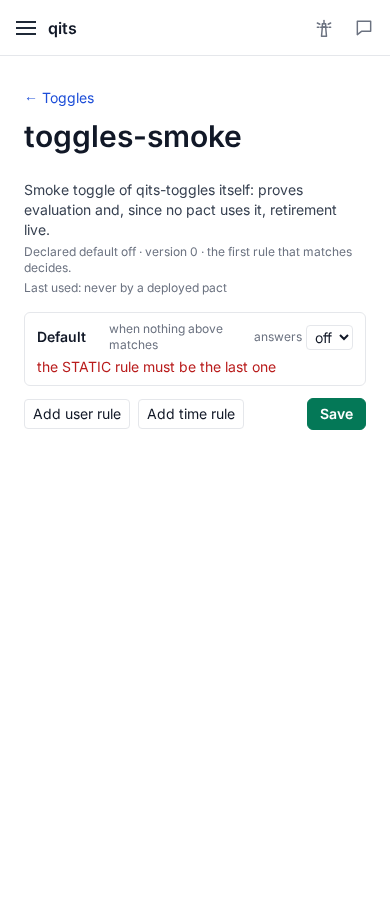 qits
← Toggles
toggles-smoke
Smoke toggle of qits-toggles itself: proves
evaluation and, since no pact uses it, retirement
live.
Declared default off · version 0 · the first rule that matches
decides.
Last used: never by a deployed pact
Default when nothing above matches answers off
the STATIC rule must be the last one
Add user rule Add time rule Save